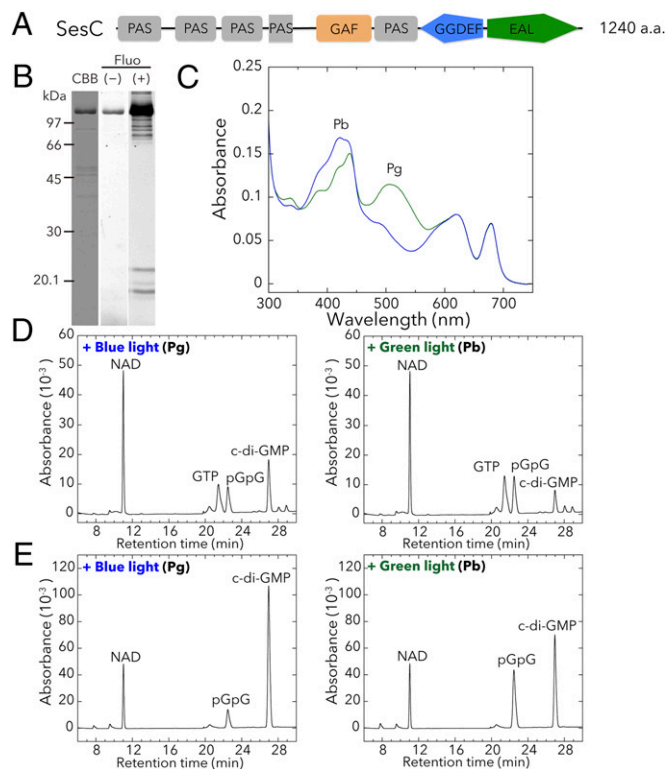 A SesC PAS PAS PAS PAS GAF PAS GGDEF EAL 1240 a.a.
B
Fluo
kDa CBB (−) (+)
97
66
45
30
20.1
C
0.25
0.2
0.15
0.1
0.05
0
Absorbance
Pb
Pg
300 400 500 600 700
Wavelength (nm)
D
60
50
40
30
20
10
0
Absorbance (10⁻³)
+ Blue light (Pg)
NAD
GTP pGpG c-di-GMP
6 8 12 16 20 24 28
Retention time (min)
60
50
40
30
20
10
0
Absorbance (10⁻³)
+ Green light (Pb)
NAD
GTP pGpG c-di-GMP
6 8 12 16 20 24 28
Retention time (min)
E
120
100
80
60
40
20
0
Absorbance (10⁻³)
+ Blue light (Pg)
c-di-GMP
NAD
pGpG
6 8 12 16 20 24 28
Retention time (min)
120
100
80
60
40
20
0
Absorbance (10⁻³)
+ Green light (Pb)
c-di-GMP
NAD
pGpG
6 8 12 16 20 24 28
Retention time (min)